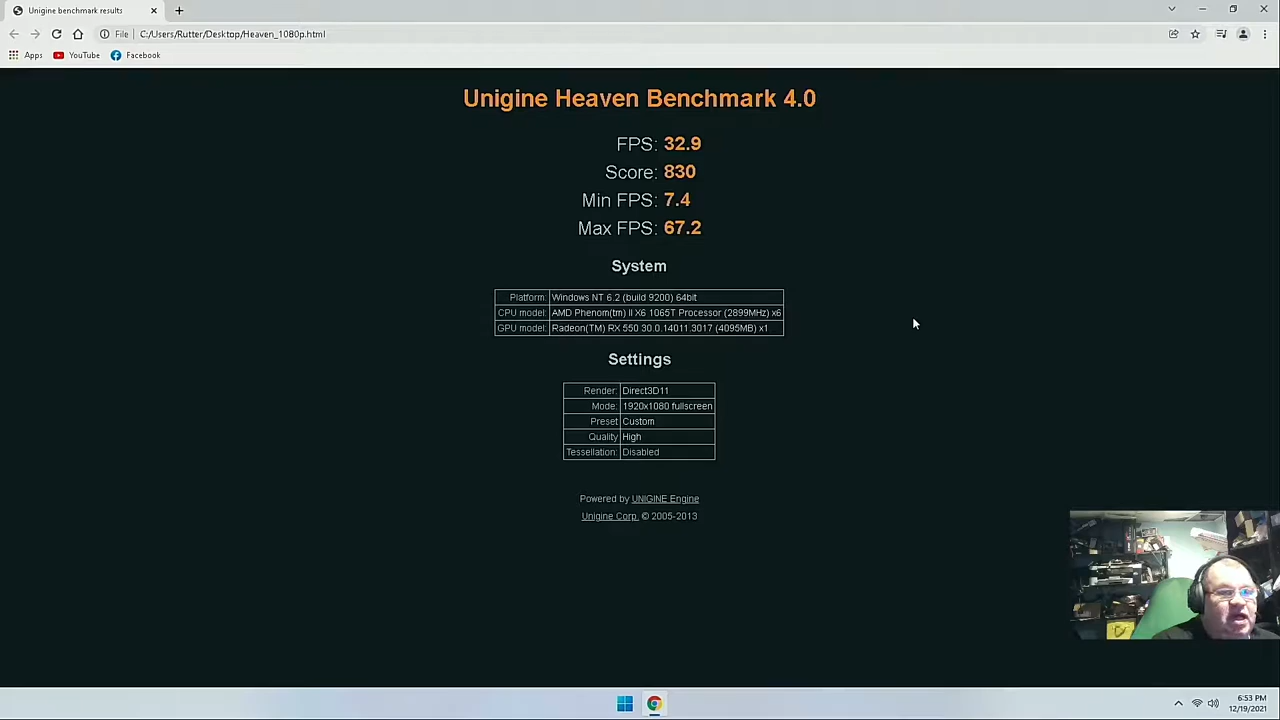 Unigine benchmark results
File C:/Users/Rutter/Desktop/Heaven_1080p.html
Apps YouTube Facebook
Unigine Heaven Benchmark 4.0
FPS: 32.9
Score: 830
Min FPS: 7.4
Max FPS: 67.2
System
Platform: Windows NT 6.2 (build 9200) 64bit
CPU model: AMD Phenom(tm) II X6 1065T Processor (2899MHz) x6
GPU model: Radeon(TM) RX 550 30.0.14011.3017 (4095MB) x1
Settings
Render: Direct3D11
Mode: 1920x1080 fullscreen
Preset Custom
Quality High
Tessellation: Disabled
Powered by UNIGINE Engine
Unigine Corp. © 2005-2013
6:53 PM
12/19/2021